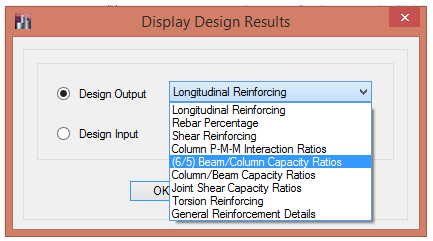 Display Design Results
Design Output
Longitudinal Reinforcing
Longitudinal Reinforcing
Rebar Percentage
Shear Reinforcing
Design Input
Column P-M-M Interaction Ratios
(6/5) Beam/Column Capacity Ratios
Column/Beam Capacity Ratios
Joint Shear Capacity Ratios
OK
Torsion Reinforcing
General Reinforcement Details